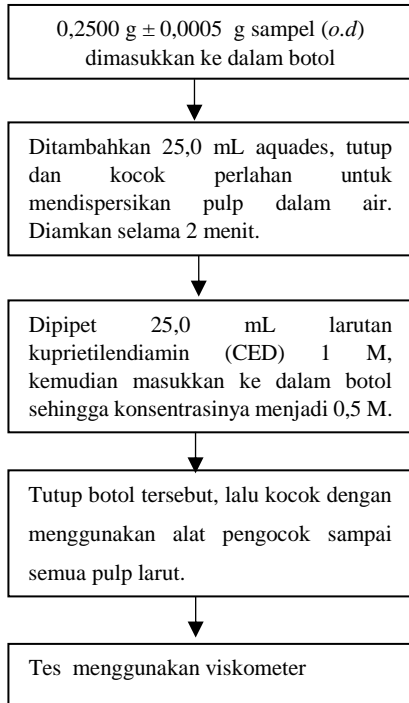 0,2500 g ± 0,0005 g sampel (o.d)
dimasukkan ke dalam botol
Ditambahkan 25,0 mL aquades, tutup
dan kocok perlahan untuk
mendispersikan pulp dalam air.
Diamkan selama 2 menit.
Dipipet 25,0 mL larutan
kuprietilendiamin (CED) 1 M,
kemudian masukkan ke dalam botol
sehingga konsentrasinya menjadi 0,5 M.
Tutup botol tersebut, lalu kocok dengan
menggunakan alat pengocok sampai
semua pulp larut.
Tes menggunakan viskometer